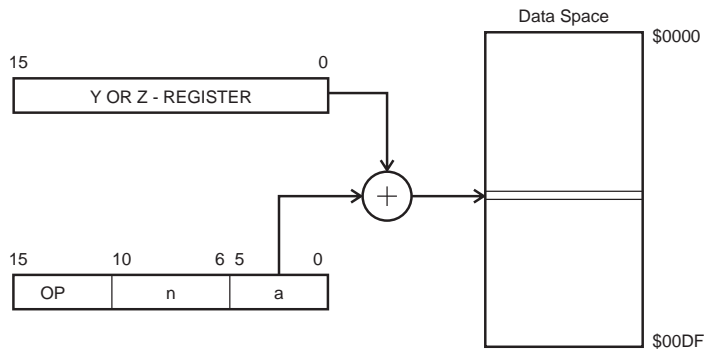 Data Space
$0000
15 0
Y OR Z - REGISTER
+
15 10 6 5 0
OP n a
$00DF